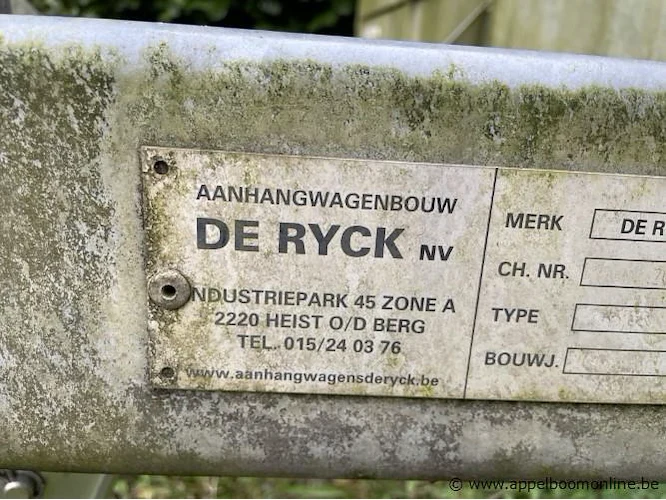 AANHANGWAGENBOUW
DE RYCK NV
NDUSTRIEPARK 45 ZONE A
2220 HEIST O/D BERG
TEL. 015/24 03 76
www.aanhangwagensderyck.be
MERK DE R
CH. NR.
TYPE
BOUWJ.
© www.appelboomonline.be